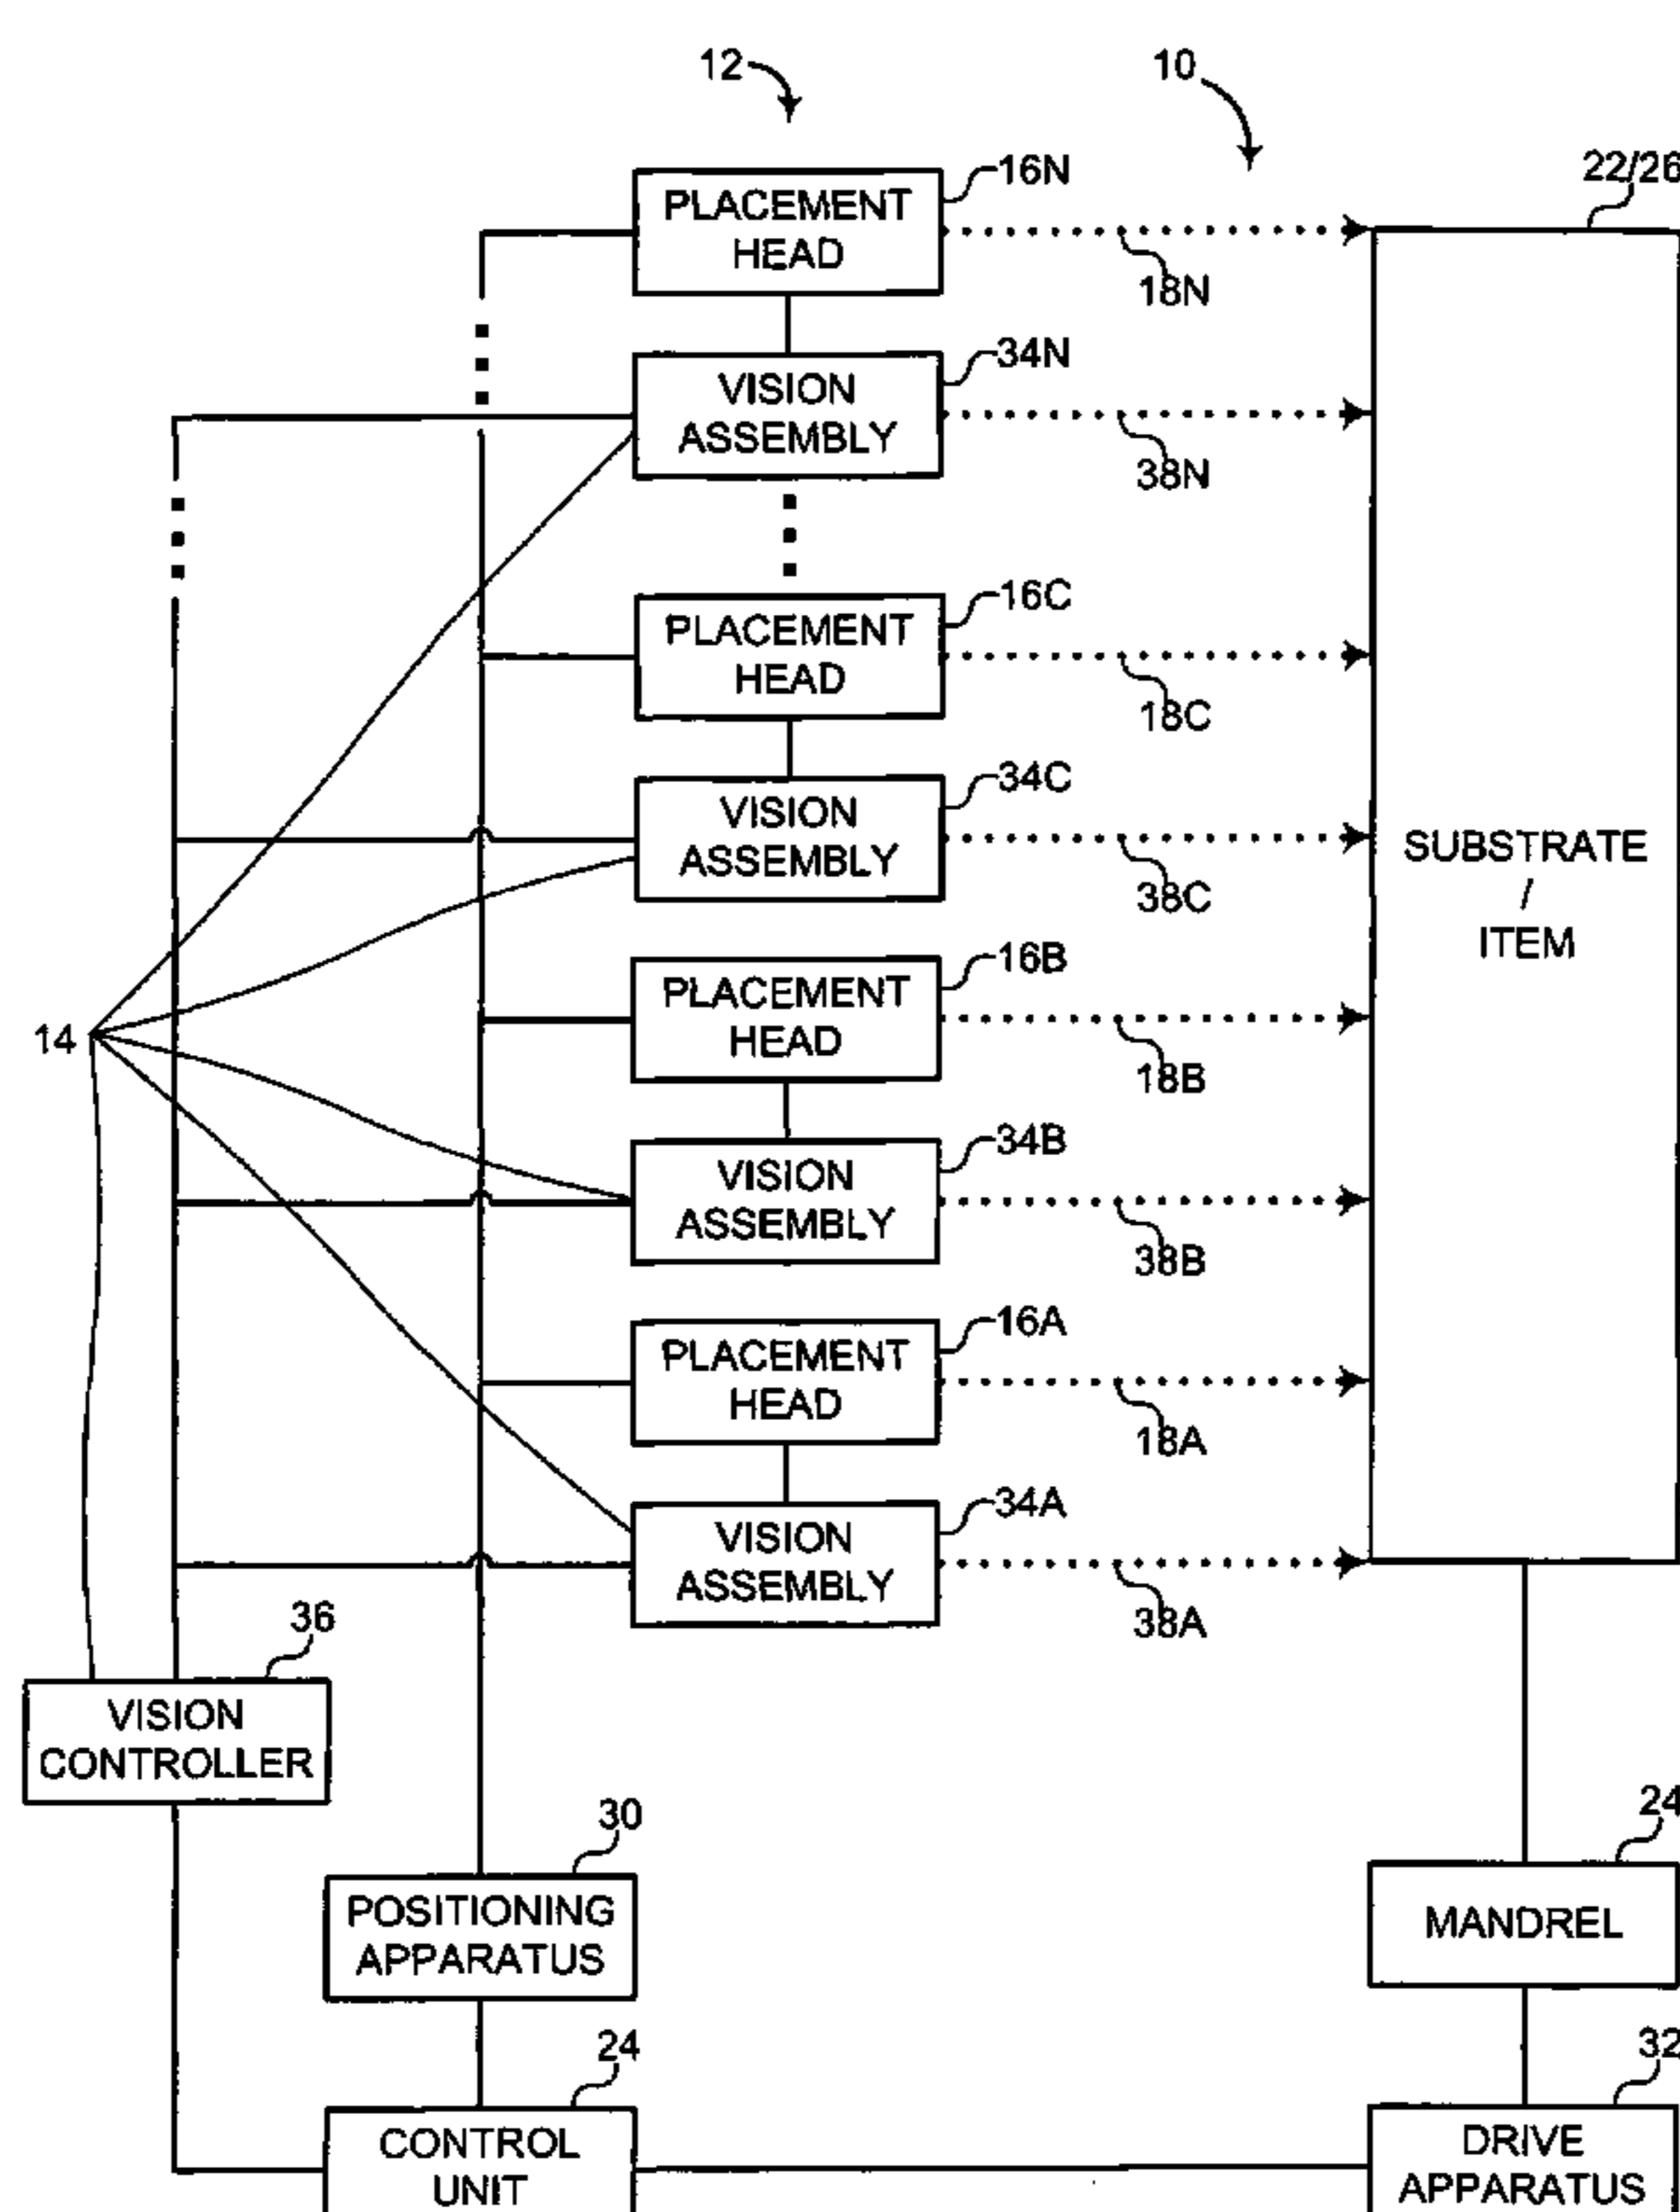 12
10
16N
22/26
PLACEMENT
HEAD
18N
34N
VISION
ASSEMBLY
38N
16C
PLACEMENT
HEAD
18C
34C
VISION
ASSEMBLY
38C
SUBSTRATE
/
ITEM
16B
PLACEMENT
HEAD
14
18B
34B
VISION
ASSEMBLY
38B
16A
PLACEMENT
HEAD
18A
34A
VISION
ASSEMBLY
38A
36
VISION
CONTROLLER
30
24
POSITIONING
APPARATUS
MANDREL
24
32
CONTROL
UNIT
DRIVE
APPARATUS